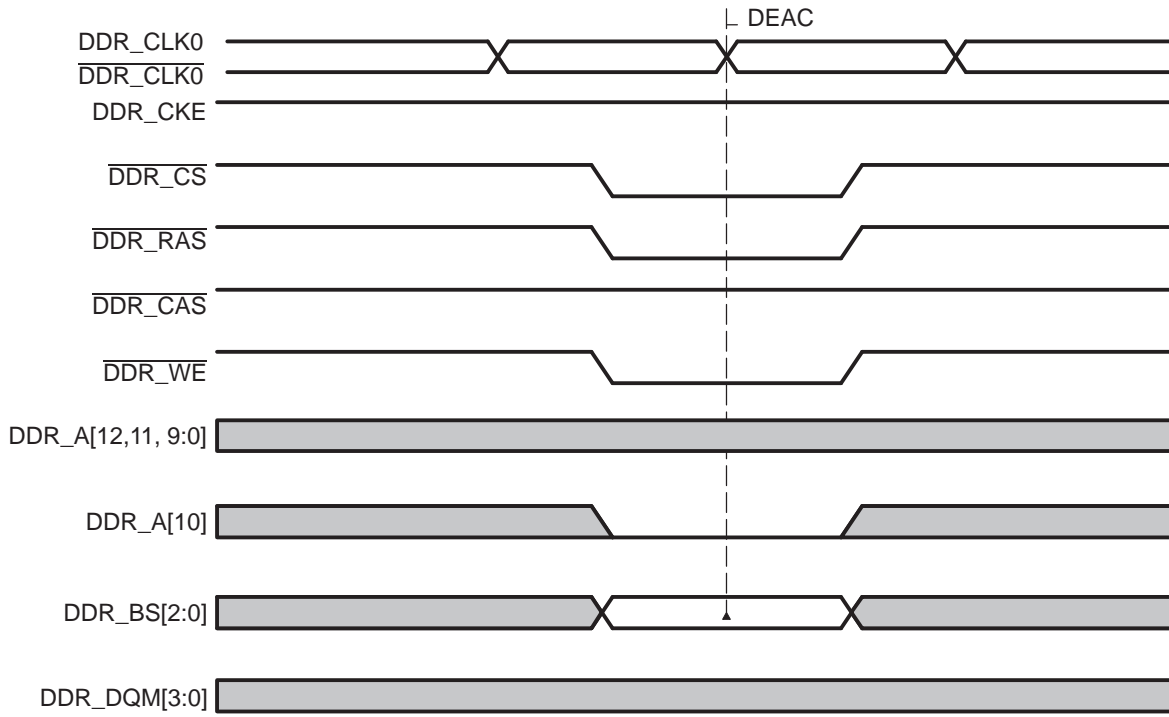 DEAC
DDR_CLK0
DDR_CLK0
DDR_CKE
DDR_CS
DDR_RAS
DDR_CAS
DDR_WE
DDR_A[12,11, 9:0]
DDR_A[10]
DDR_BS[2:0]
DDR_DQM[3:0]